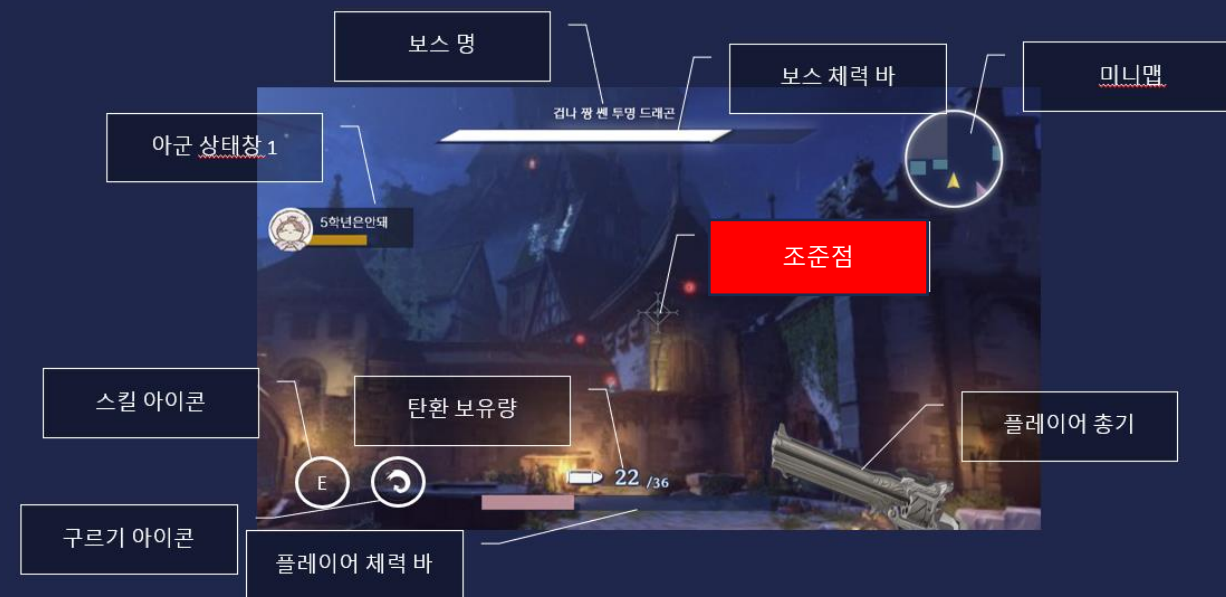 보스 명
보스 체력 바
미니맵
겁나 짱 쎈 투명 드래곤
아군 상태창 1
5학년은안돼
조준점
스킬 아이콘
탄환 보유량
플레이어 총기
E
22 /36
구르기 아이콘
플레이어 체력 바